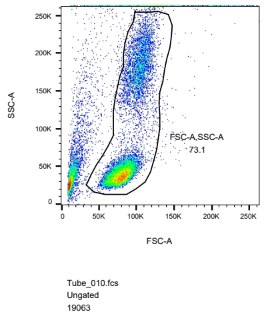 250K
200K
150K
100K
50K
0
SSC-A
FSC-A,SSC-A
73.1
0 50K 100K 150K 200K 250K
FSC-A
Tube_010.fcs
Ungated
19063